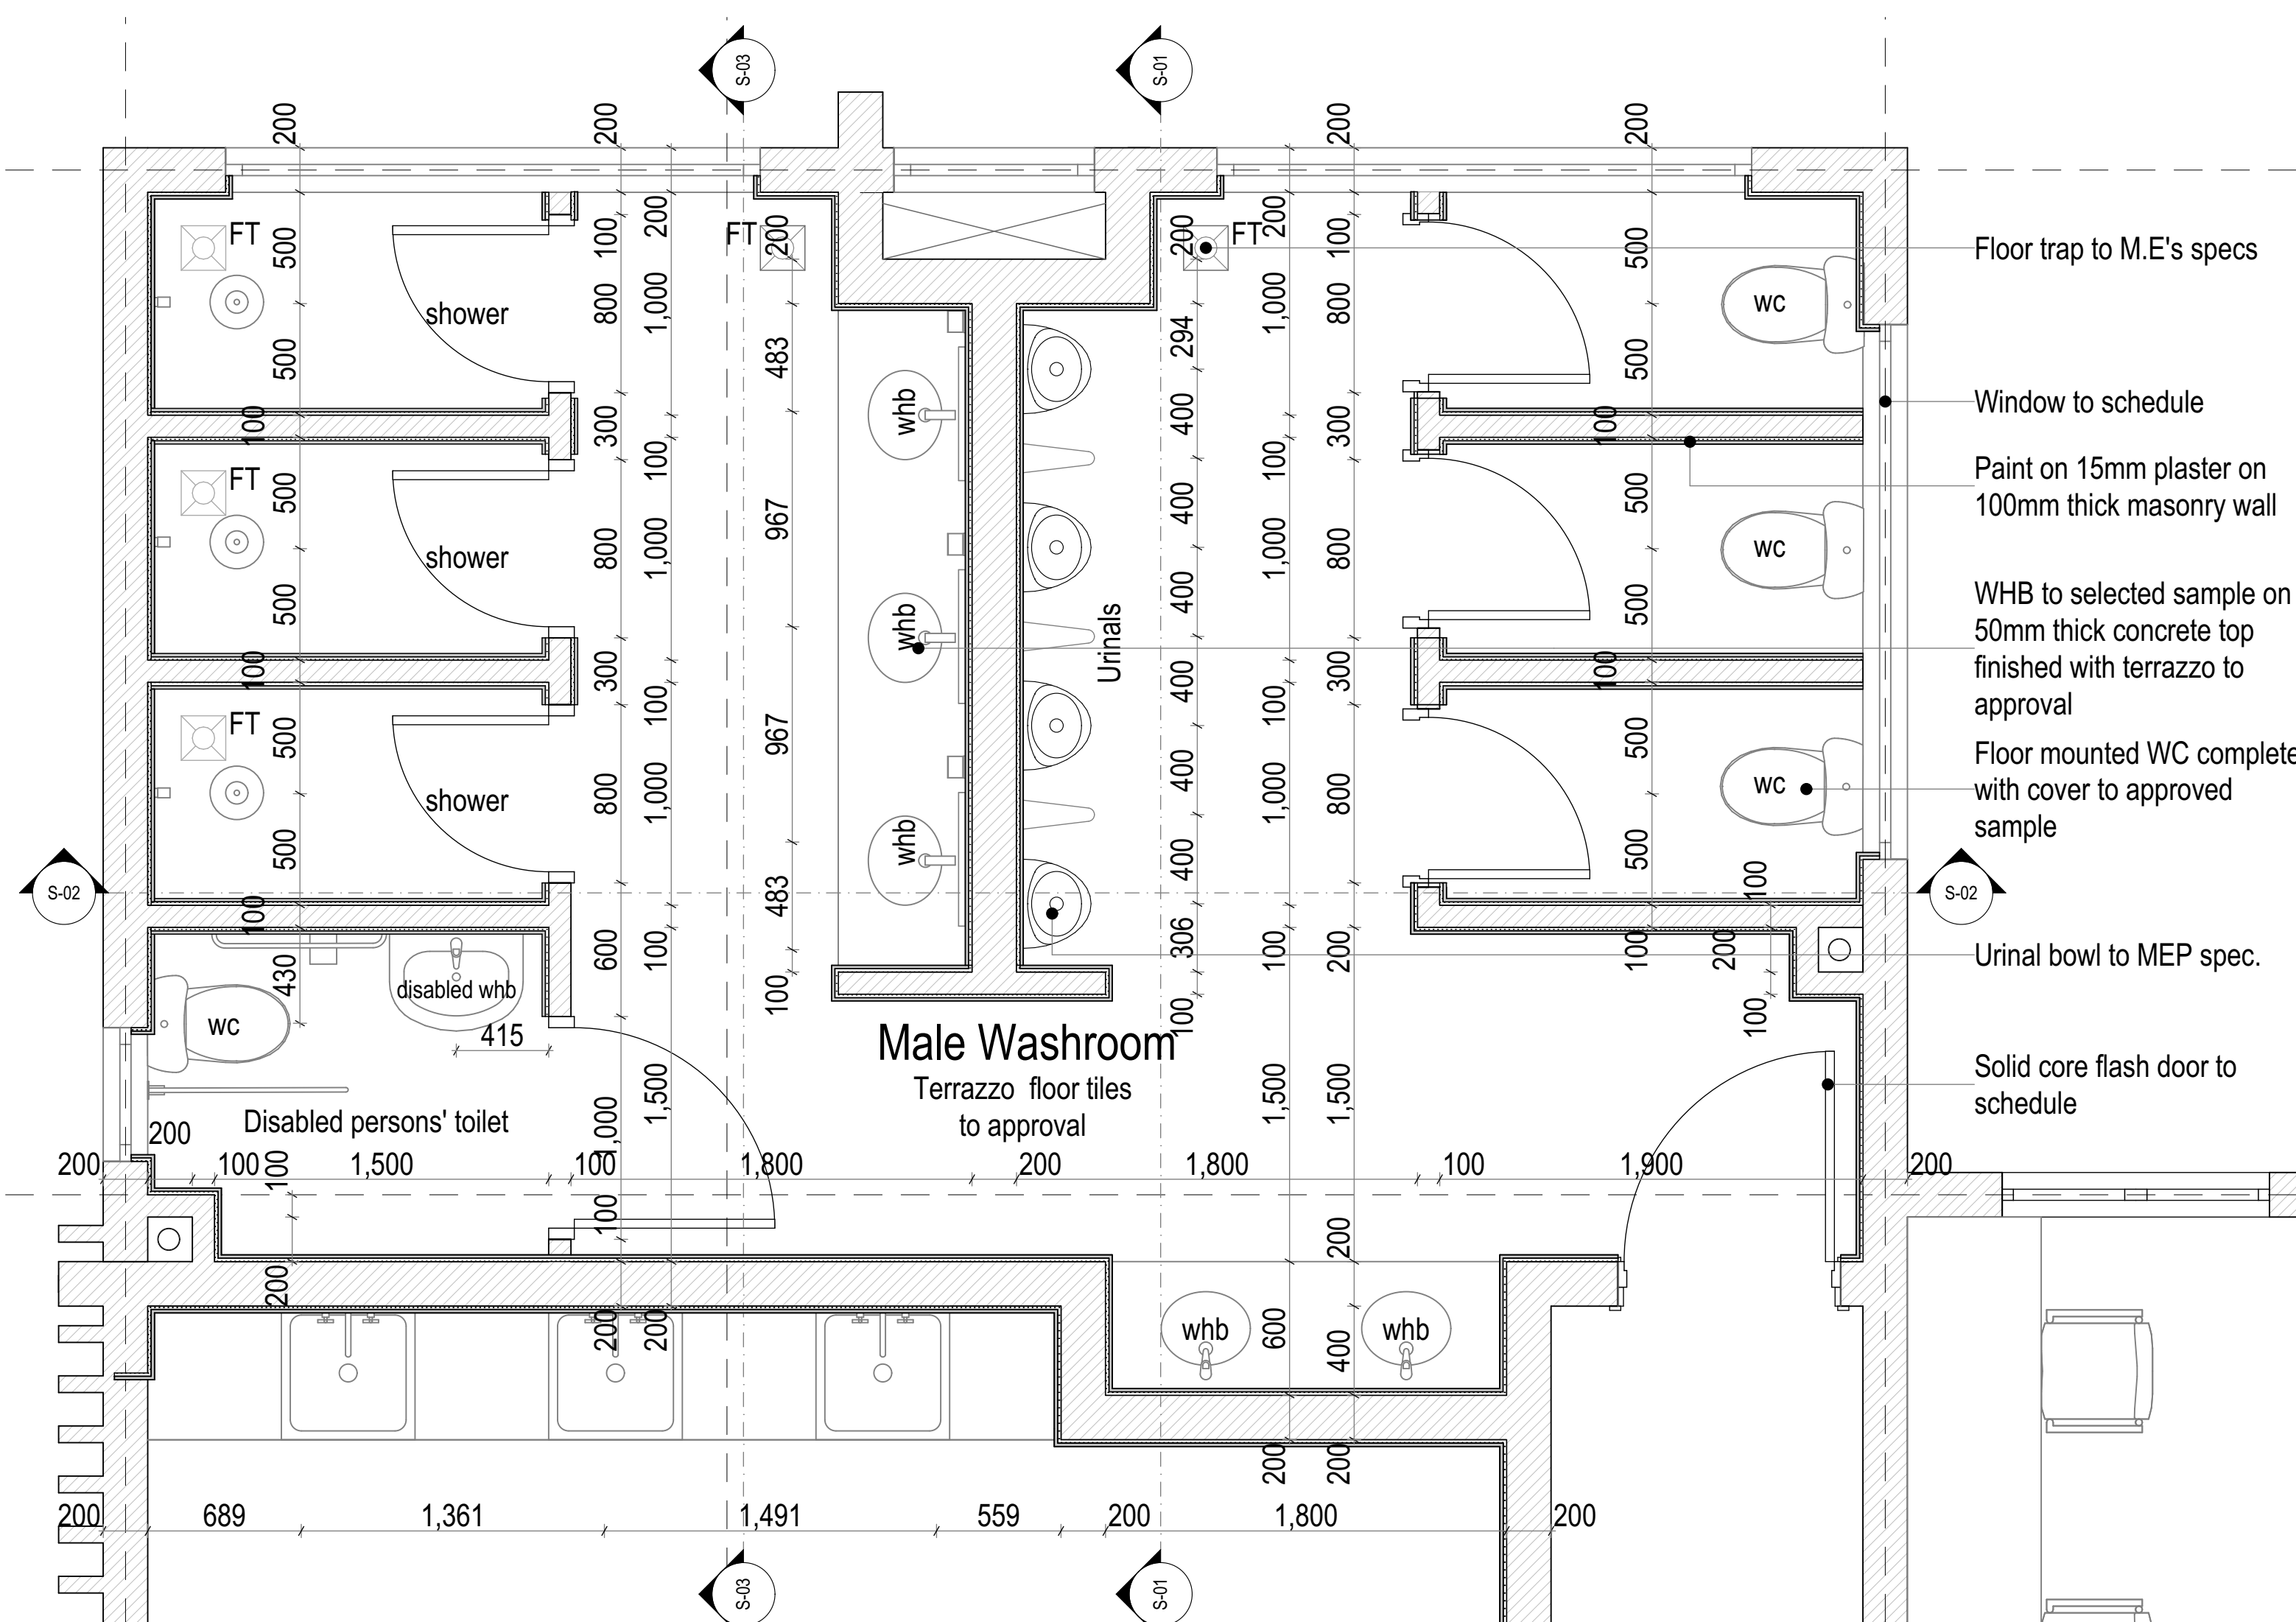 S-03
S-01
200
200
200
200
FT
500
500
shower
100
800
200
1,000
FT
200
483
200
FT
294
200
1,000
100
800
500
500
wc
Floor trap to M.E's specs
Window to schedule
100
300
100
whb
400
100
300
100
Paint on 15mm plaster on
100mm thick masonry wall
FT
500
500
shower
800
1,000
967
whb
400
400
Urinals
1,000
800
500
500
wc
WHB to selected sample on
50mm thick concrete top
finished with terrazzo to
approval
100
300
100
400
100
300
100
FT
500
500
shower
800
1,000
967
whb
400
400
1,000
800
500
500
wc
Floor mounted WC complete
with cover to approved
sample
S-02
100
483
100
S-02
430
600
100
306
100
200
100
200
Urinal bowl to MEP spec.
wc
disabled whb
415
100
100
100
Male Washroom
Terrazzo floor tiles
to approval
Disabled persons' toilet
1,000
1,500
1,500
1,500
Solid core flash door to
schedule
200
200
100
100
1,500
100
1,800
200
1,800
100
1,900
200
100
200
200
200
200
whb
whb
600
400
200
200
200
689
1,361
1,491
559
200
1,800
200
S-03
S-01